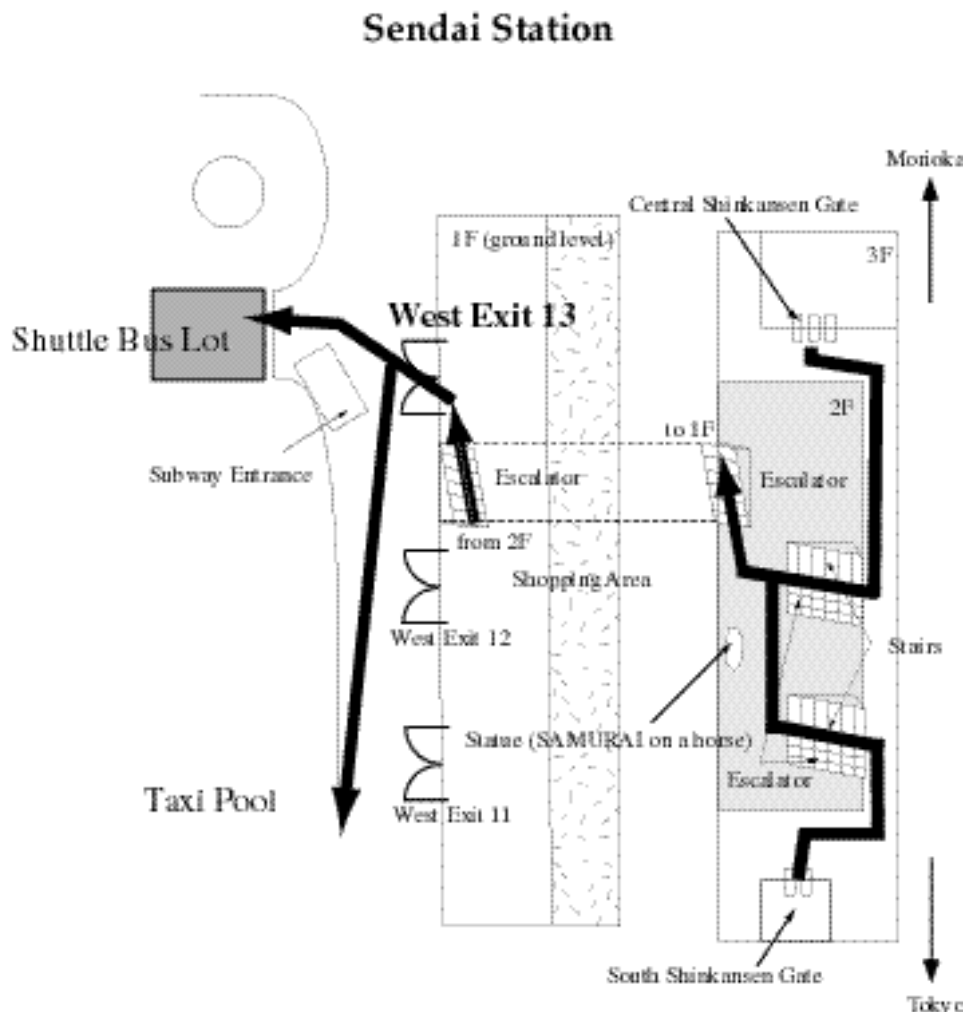 Sendai Station
Morioka
Central Shinkansen Gate
1F (ground level)
3F
West Exit 13
Shuttle Bus Lot
2F
to 1F
Subway Entrance
Escalator
Escalator
from 2F
Shopping Area
West Exit 12
Stairs
Statue (SAMURAI on a horse)
Escalator
Taxi Pool
West Exit 11
South Shinkansen Gate
Tokyo